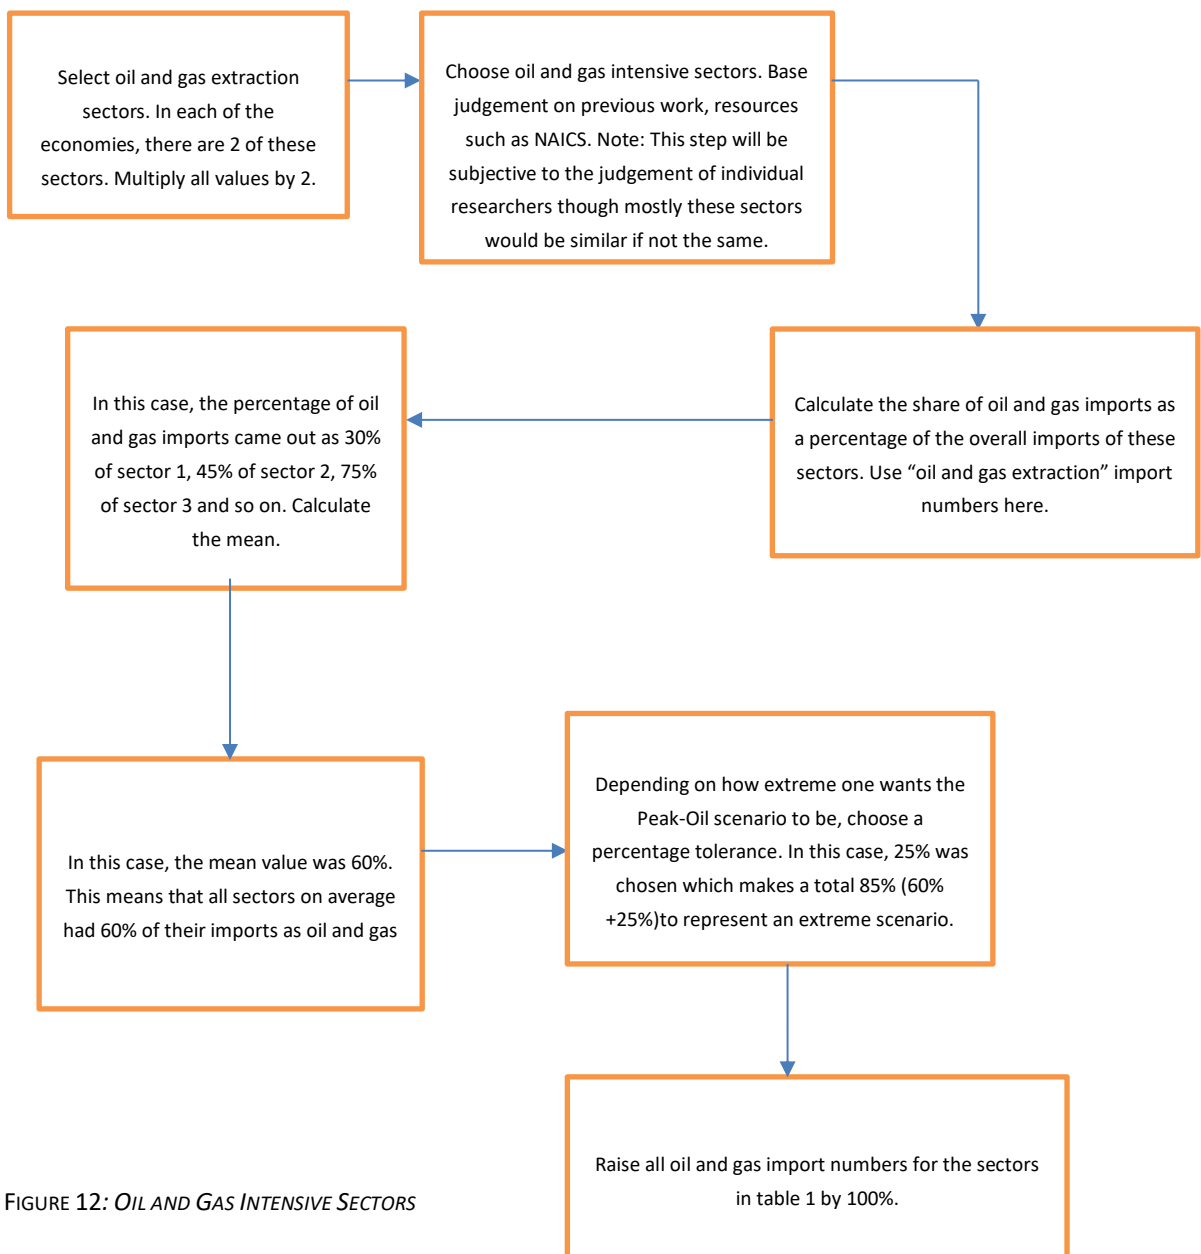 Select oil and gas extraction
sectors. In each of the
economies, there are 2 of these
sectors. Multiply all values by 2.
Choose oil and gas intensive sectors. Base
judgement on previous work, resources
such as NAICS. Note: This step will be
subjective to the judgement of individual
researchers though mostly these sectors
would be similar if not the same.
Calculate the share of oil and gas imports as
a percentage of the overall imports of these
sectors. Use “oil and gas extraction” import
numbers here.
In this case, the percentage of oil
and gas imports came out as 30%
of sector 1, 45% of sector 2, 75%
of sector 3 and so on. Calculate
the mean.
In this case, the mean value was 60%.
This means that all sectors on average
had 60% of their imports as oil and gas
Depending on how extreme one wants the
Peak-Oil scenario to be, choose a
percentage tolerance. In this case, 25% was
chosen which makes a total 85% (60%
+25%)to represent an extreme scenario.
Raise all oil and gas import numbers for the sectors
in table 1 by 100%.
FIGURE 12: OIL AND GAS INTENSIVE SECTORS